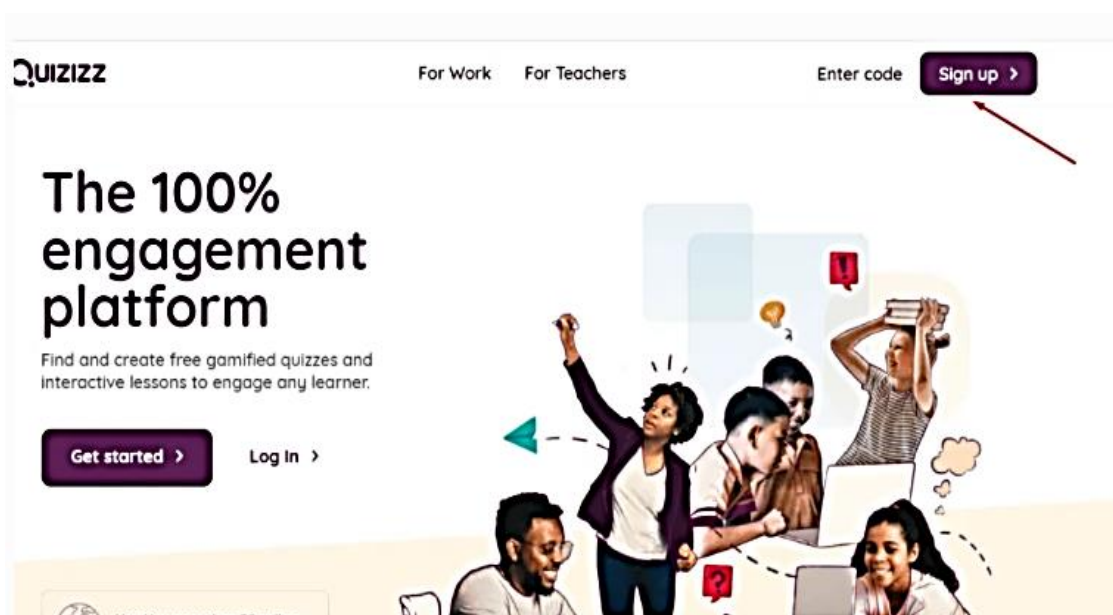 QUIZIZZ
For Work For Teachers
Enter code Sign up >
The 100%
engagement
platform
Find and create free gamified quizzes and
interactive lessons to engage any learner.
Get started > Log In >
!
?